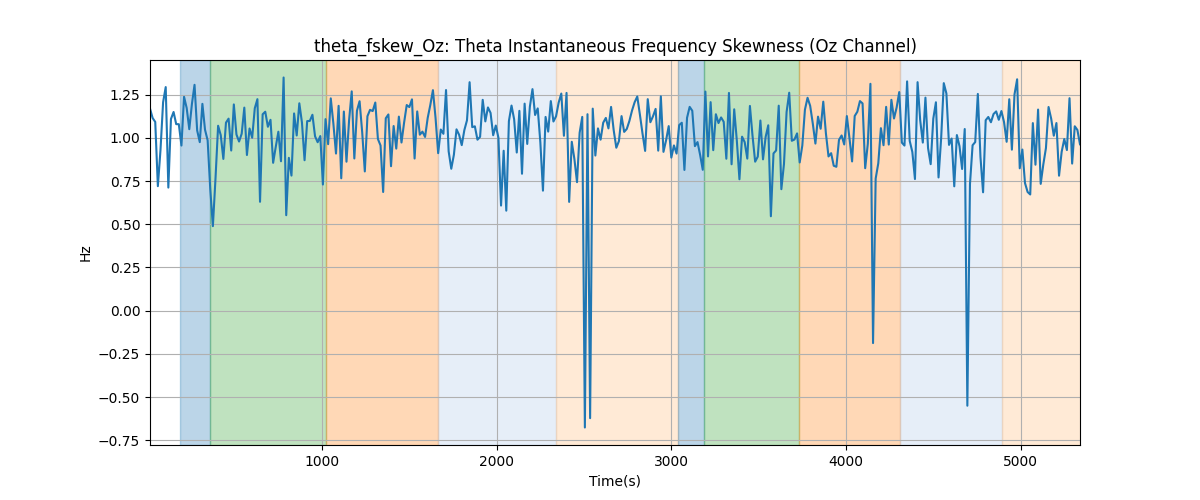 theta_fskew_Oz: Theta Instantaneous Frequency Skewness (Oz Channel)
1.25
1.00
0.75
0.50
0.25
0.00
−0.25
−0.50
−0.75
Hz
1000 2000 3000 4000 5000
Time(s)